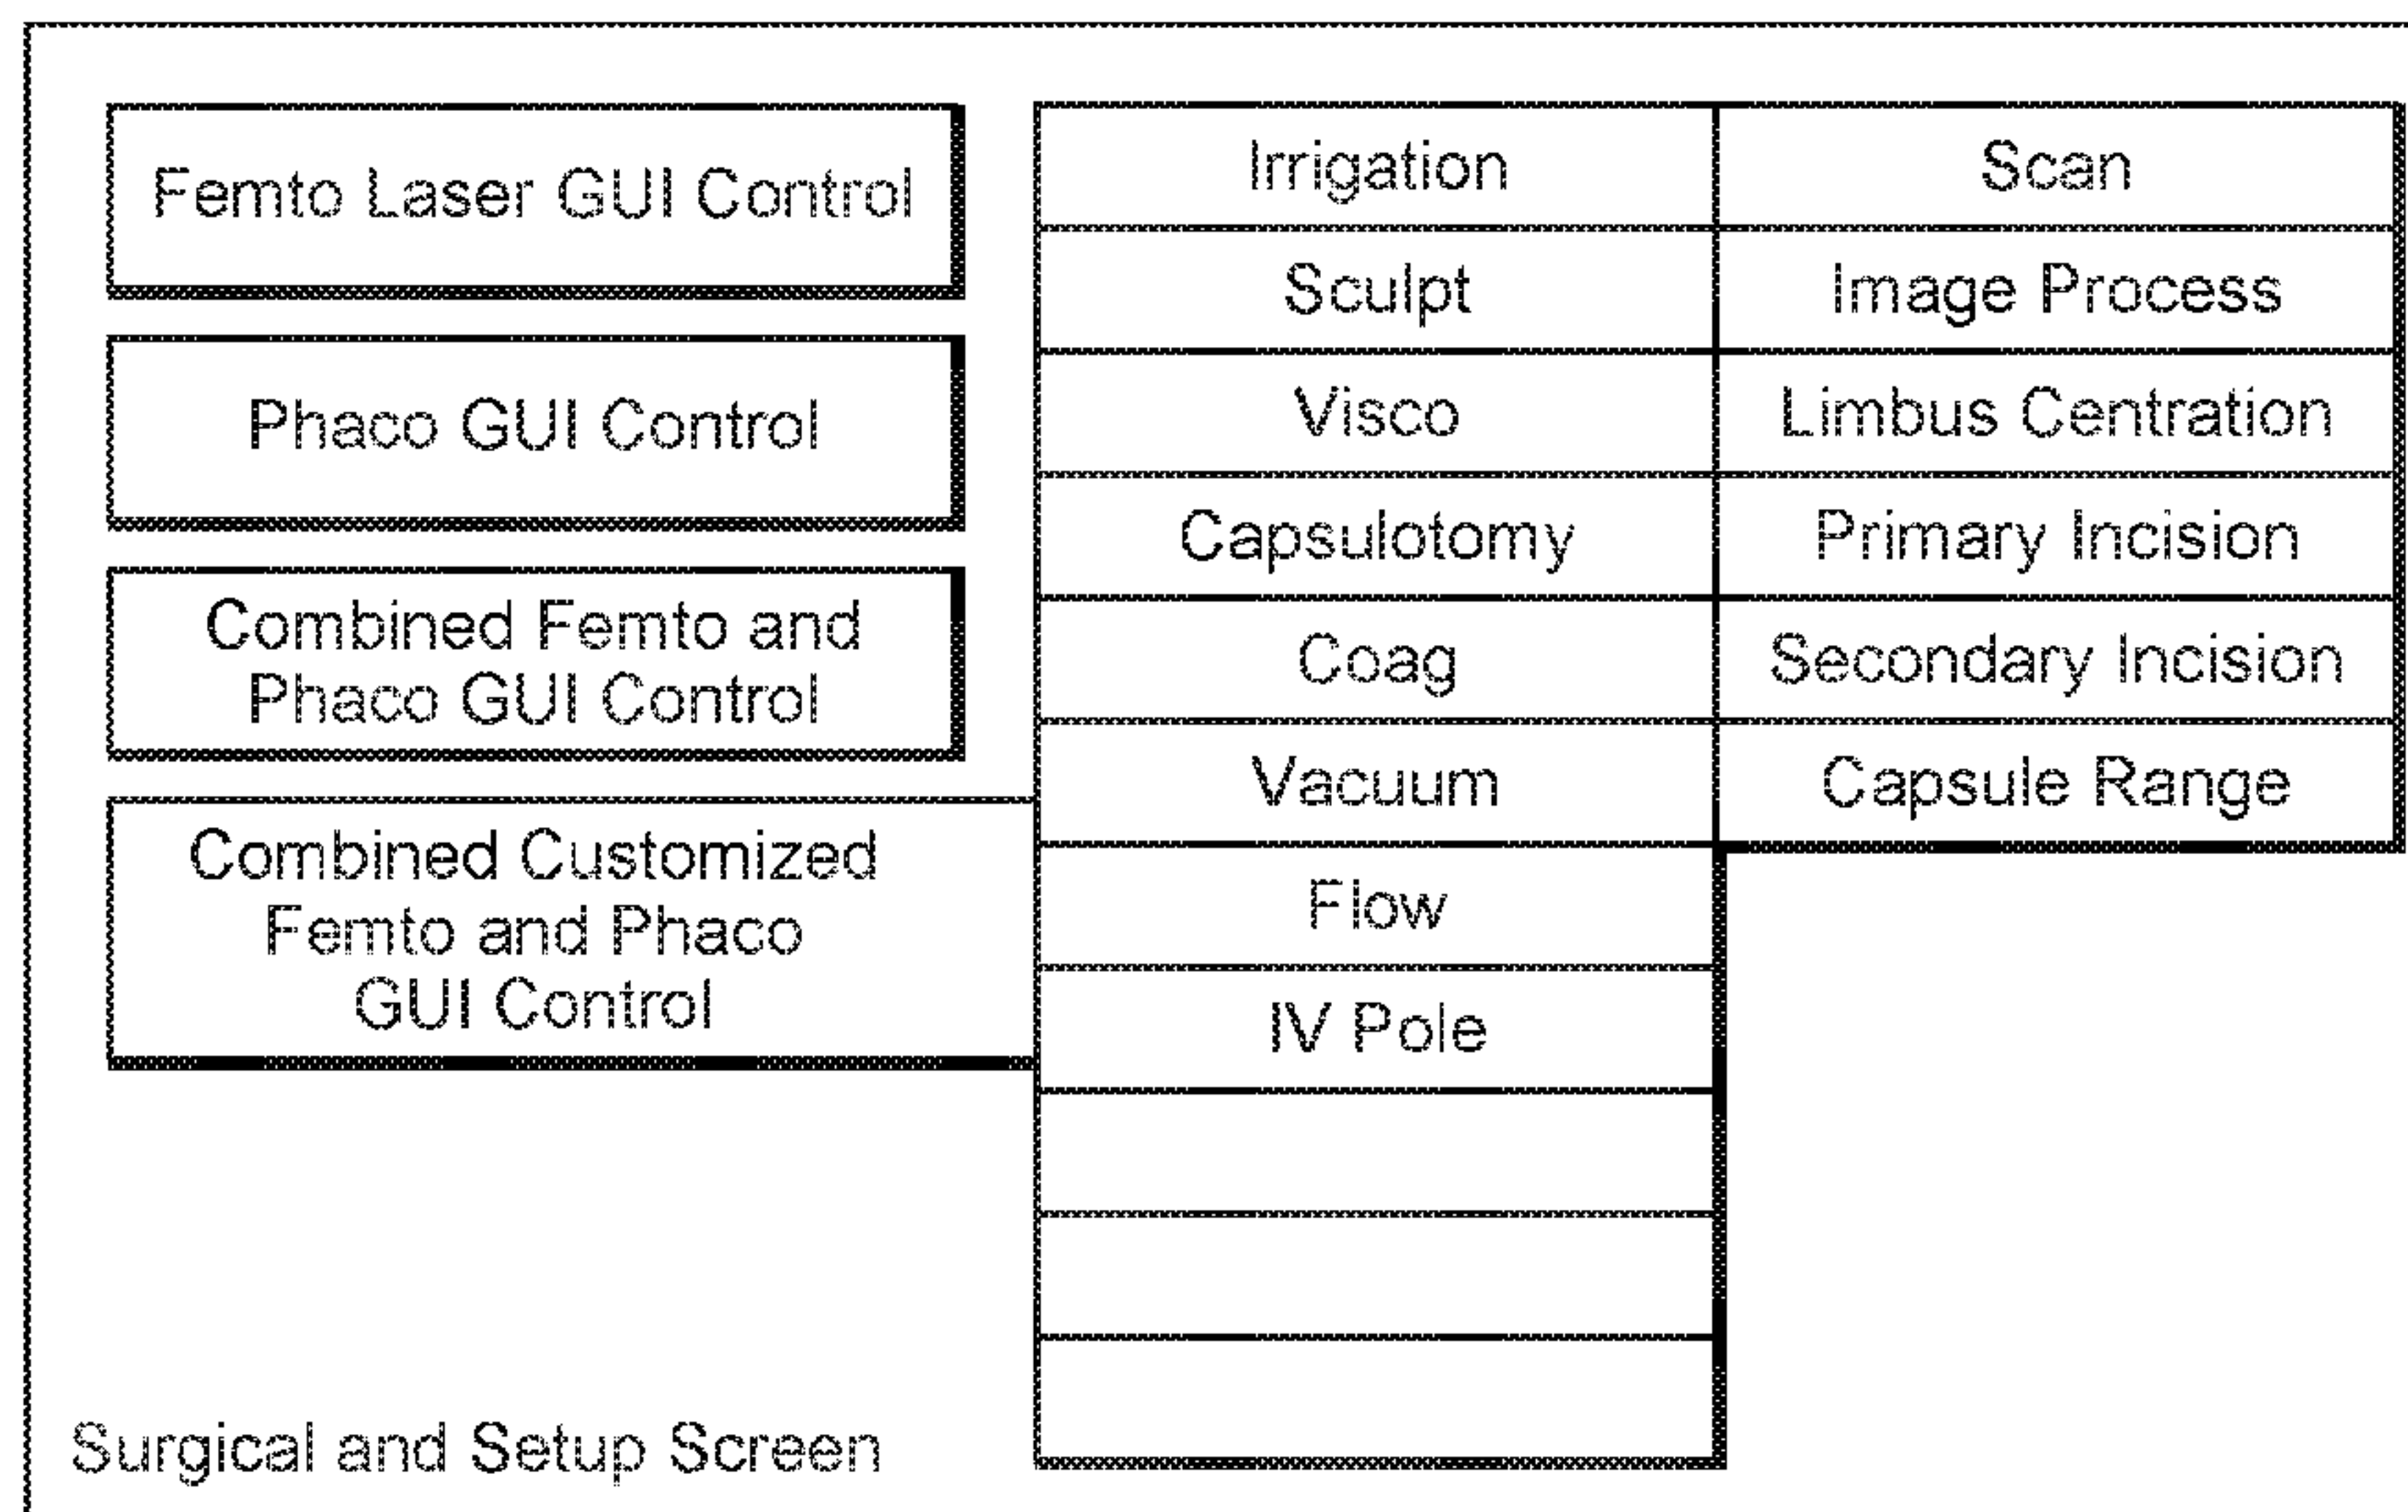 Femto Laser GUI Control
Phaco GUI Control
Combined Femto and
Phaco GUI Control
Combined Customized
Femto and Phaco
GUI Control
Irrigation
Scan
Sculpt
Image Process
Visco
Limbus Centration
Capsulotomy
Primary Incision
Coag
Secondary Incision
Vacuum
Capsule Range
Flow
IV Pole
Surgical and Setup Screen